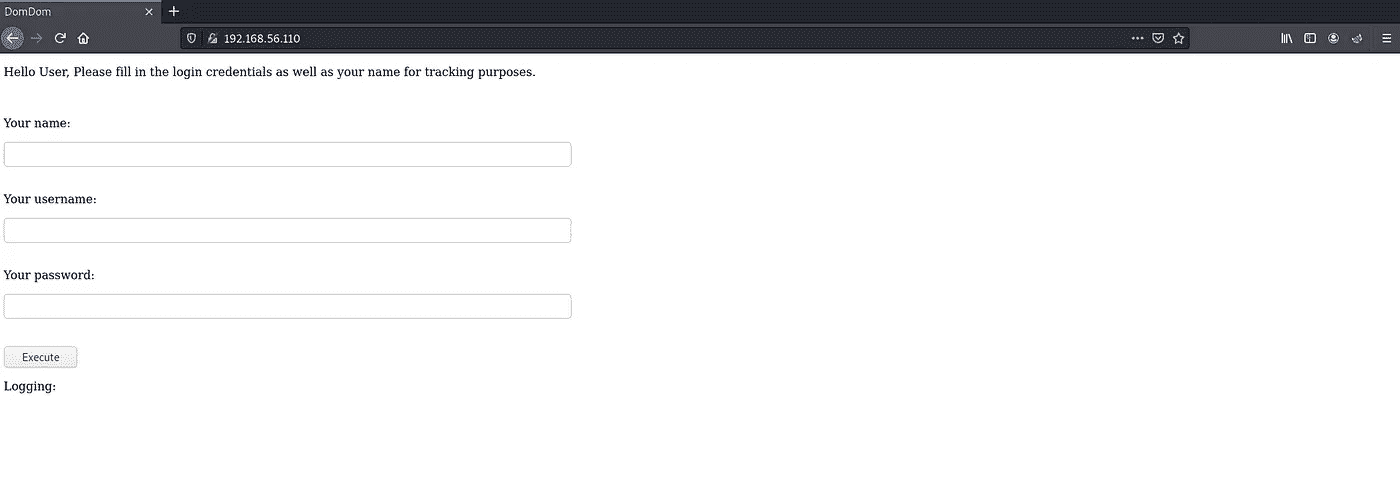 DomDom
192.168.56.110
Hello User, Please fill in the login credentials as well as your name for tracking purposes.
Your name:
Your username:
Your password:
Execute
Logging: